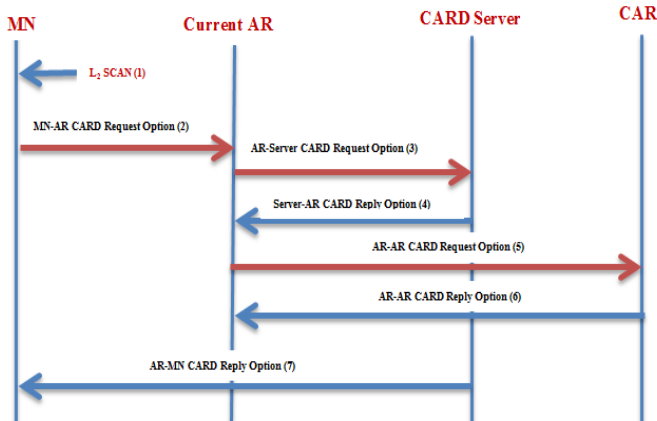 MN
Current AR
CARD Server
CAR
L₂ SCAN (1)
MN-AR CARD Request Option (2)
AR-Server CARD Request Option (3)
Server-AR CARD Reply Option (4)
AR-AR CARD Request Option (5)
AR-AR CARD Reply Option (6)
AR-MN CARD Reply Option (7)